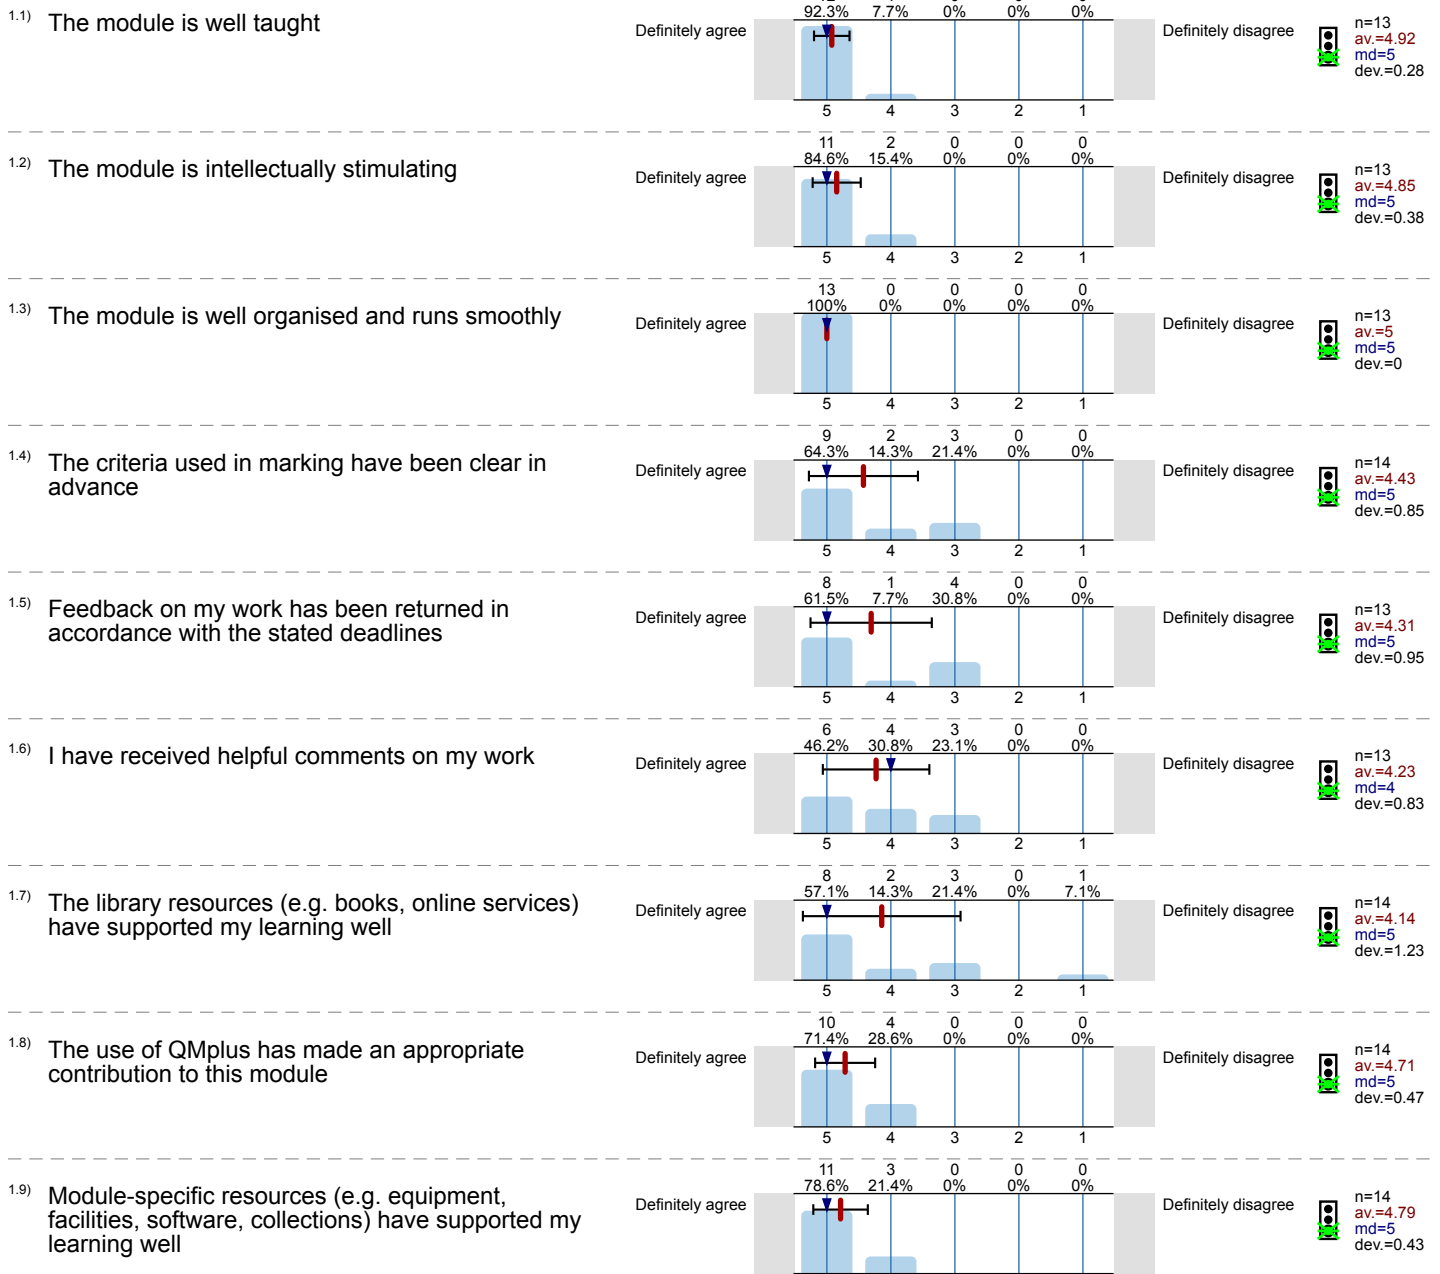 12 1 0 0 0
92.3% 7.7% 0% 0% 0%
1.1) The module is well taught
Definitely agree Definitely disagree
n=13
av.=4.92
md=5
dev.=0.28
5 4 3 2 1
11 2 0 0 0
84.6% 15.4% 0% 0% 0%
1.2) The module is intellectually stimulating
Definitely agree Definitely disagree
n=13
av.=4.85
md=5
dev.=0.38
5 4 3 2 1
13 0 0 0 0
100% 0% 0% 0% 0%
1.3) The module is well organised and runs smoothly
Definitely agree Definitely disagree
n=13
av.=5
md=5
dev.=0
5 4 3 2 1
9 2 3 0 0
64.3% 14.3% 21.4% 0% 0%
1.4) The criteria used in marking have been clear in
advance
Definitely agree Definitely disagree
n=14
av.=4.43
md=5
dev.=0.85
5 4 3 2 1
8 1 4 0 0
61.5% 7.7% 30.8% 0% 0%
1.5) Feedback on my work has been returned in
accordance with the stated deadlines
Definitely agree Definitely disagree
n=13
av.=4.31
md=5
dev.=0.95
5 4 3 2 1
6 4 3 0 0
46.2% 30.8% 23.1% 0% 0%
1.6) I have received helpful comments on my work
Definitely agree Definitely disagree
n=13
av.=4.23
md=4
dev.=0.83
5 4 3 2 1
8 2 3 0 1
57.1% 14.3% 21.4% 0% 7.1%
1.7) The library resources (e.g. books, online services)
have supported my learning well
Definitely agree Definitely disagree
n=14
av.=4.14
md=5
dev.=1.23
5 4 3 2 1
10 4 0 0 0
71.4% 28.6% 0% 0% 0%
1.8) The use of QMplus has made an appropriate
contribution to this module
Definitely agree Definitely disagree
n=14
av.=4.71
md=5
dev.=0.47
5 4 3 2 1
11 3 0 0 0
78.6% 21.4% 0% 0% 0%
1.9) Module-specific resources (e.g. equipment,
facilities, software, collections) have supported my
learning well
Definitely agree Definitely disagree
n=14
av.=4.79
md=5
dev.=0.43